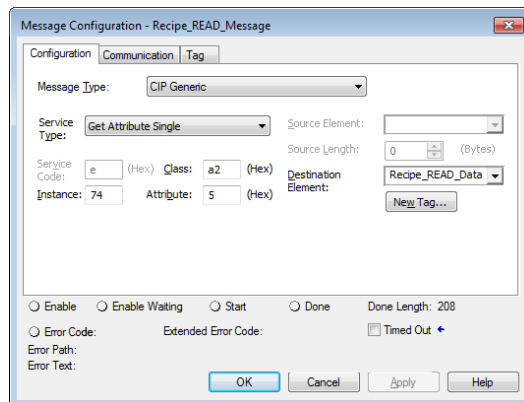 Message Configuration - Recipe_READ_Message
Configuration Communication Tag
Message Type: CIP Generic
Service Type: Get Attribute Single Source Element:
Source Length: 0 (Bytes)
Service Code: e (Hex) Class: a2 (Hex) Destination Element: Recipe_READ_Data
Instance: 74 Attribute: 5 (Hex) New Tag...
Enable Enable Waiting Start Done Done Length: 208
Error Code: Extended Error Code: Timed Out
Error Path:
Error Text:
OK Cancel Apply Help